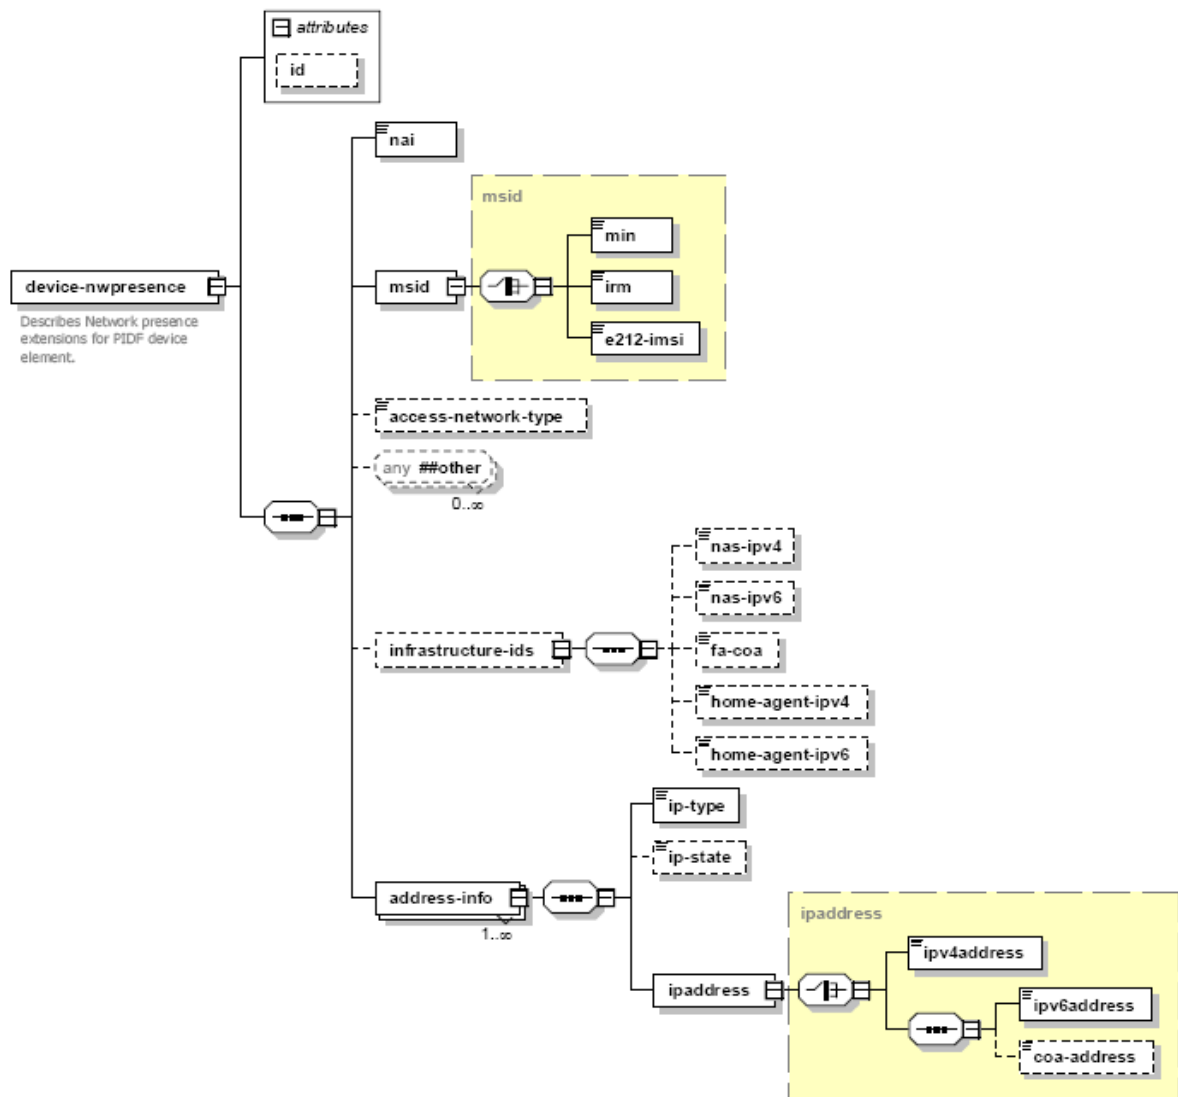 attributes
id
nai
msid
min
device-nwpresence
msid
irm
Describes Network presence
extensions for PIDF device
element.
e212-imsi
access-network-type
any ##other
0..∞
nas-ipv4
nas-ipv6
infrastructure-ids
fa-coa
home-agent-ipv4
home-agent-ipv6
ip-type
ip-state
address-info
1..∞
ipaddress
ipv4address
ipaddress
ipv6address
coa-address